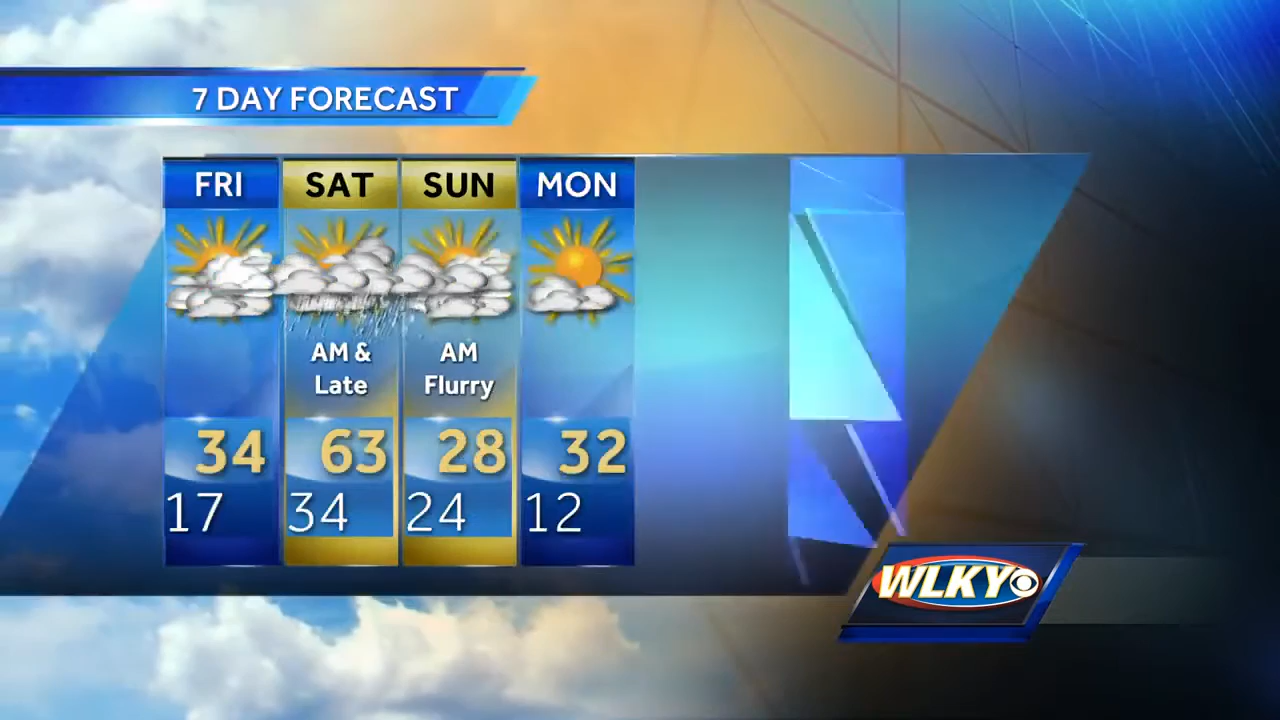 7 DAY FORECAST
FRI SAT SUN MON
AM & Late AM Flurry
34 63 28 32
17 34 24 12
WLKY